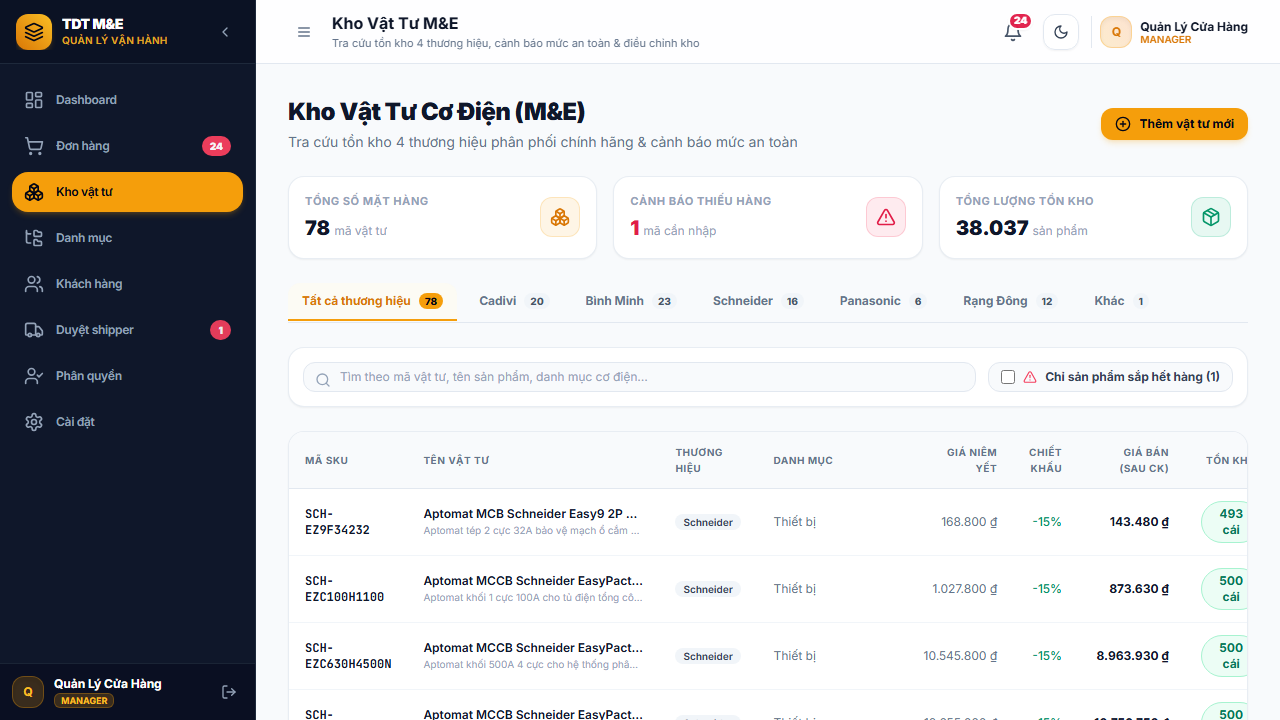 TDT M&E
QUẢN LÝ VẬN HÀNH
Dashboard
Đơn hàng 24
Kho vật tư
Danh mục
Khách hàng
Duyệt shipper 1
Phân quyền
Cài đặt
Q
Quản Lý Cửa Hàng
MANAGER
Kho Vật Tư M&E
Tra cứu tồn kho 4 thương hiệu, cảnh báo mức an toàn & điều chỉnh kho
24
Q
Quản Lý Cửa Hàng
MANAGER
Kho Vật Tư Cơ Điện (M&E)
Tra cứu tồn kho 4 thương hiệu phân phối chính hãng & cảnh báo mức an toàn
Thêm vật tư mới
TỔNG SỐ MẶT HÀNG
78 mã vật tư
CẢNH BÁO THIẾU HÀNG
1 mã cần nhập
TỔNG LƯỢNG TỒN KHO
38.037 sản phẩm
Tất cả thương hiệu 78 Cadivi 20 Bình Minh 23 Schneider 16 Panasonic 6 Rạng Đông 12 Khác 1
Tìm theo mã vật tư, tên sản phẩm, danh mục cơ điện...
Chỉ sản phẩm sắp hết hàng (1)
MÃ SKU TÊN VẬT TƯ THƯƠNG HIỆU DANH MỤC GIÁ NIÊM YẾT CHIẾT KHẤU GIÁ BÁN (SAU CK) TỒN KH
SCH-
EZ9F34232
Aptomat MCB Schneider Easy9 2P ...
Aptomat tép 2 cực 32A bảo vệ mạch ổ cắm ...
Schneider Thiết bị 168.800 ₫ -15% 143.480 ₫ 493 cái
SCH-
EZC100H1100
Aptomat MCCB Schneider EasyPact...
Aptomat khối 1 cực 100A cho tủ điện tổng cô...
Schneider Thiết bị 1.027.800 ₫ -15% 873.630 ₫ 500 cái
SCH-
EZC630H4500N
Aptomat MCCB Schneider EasyPact...
Aptomat khối 500A 4 cực cho hệ thống phâ...
Schneider Thiết bị 10.545.800 ₫ -15% 8.963.930 ₫ 500 cái
SCH-
Aptomat MCCB Schneider EasyPact...
500